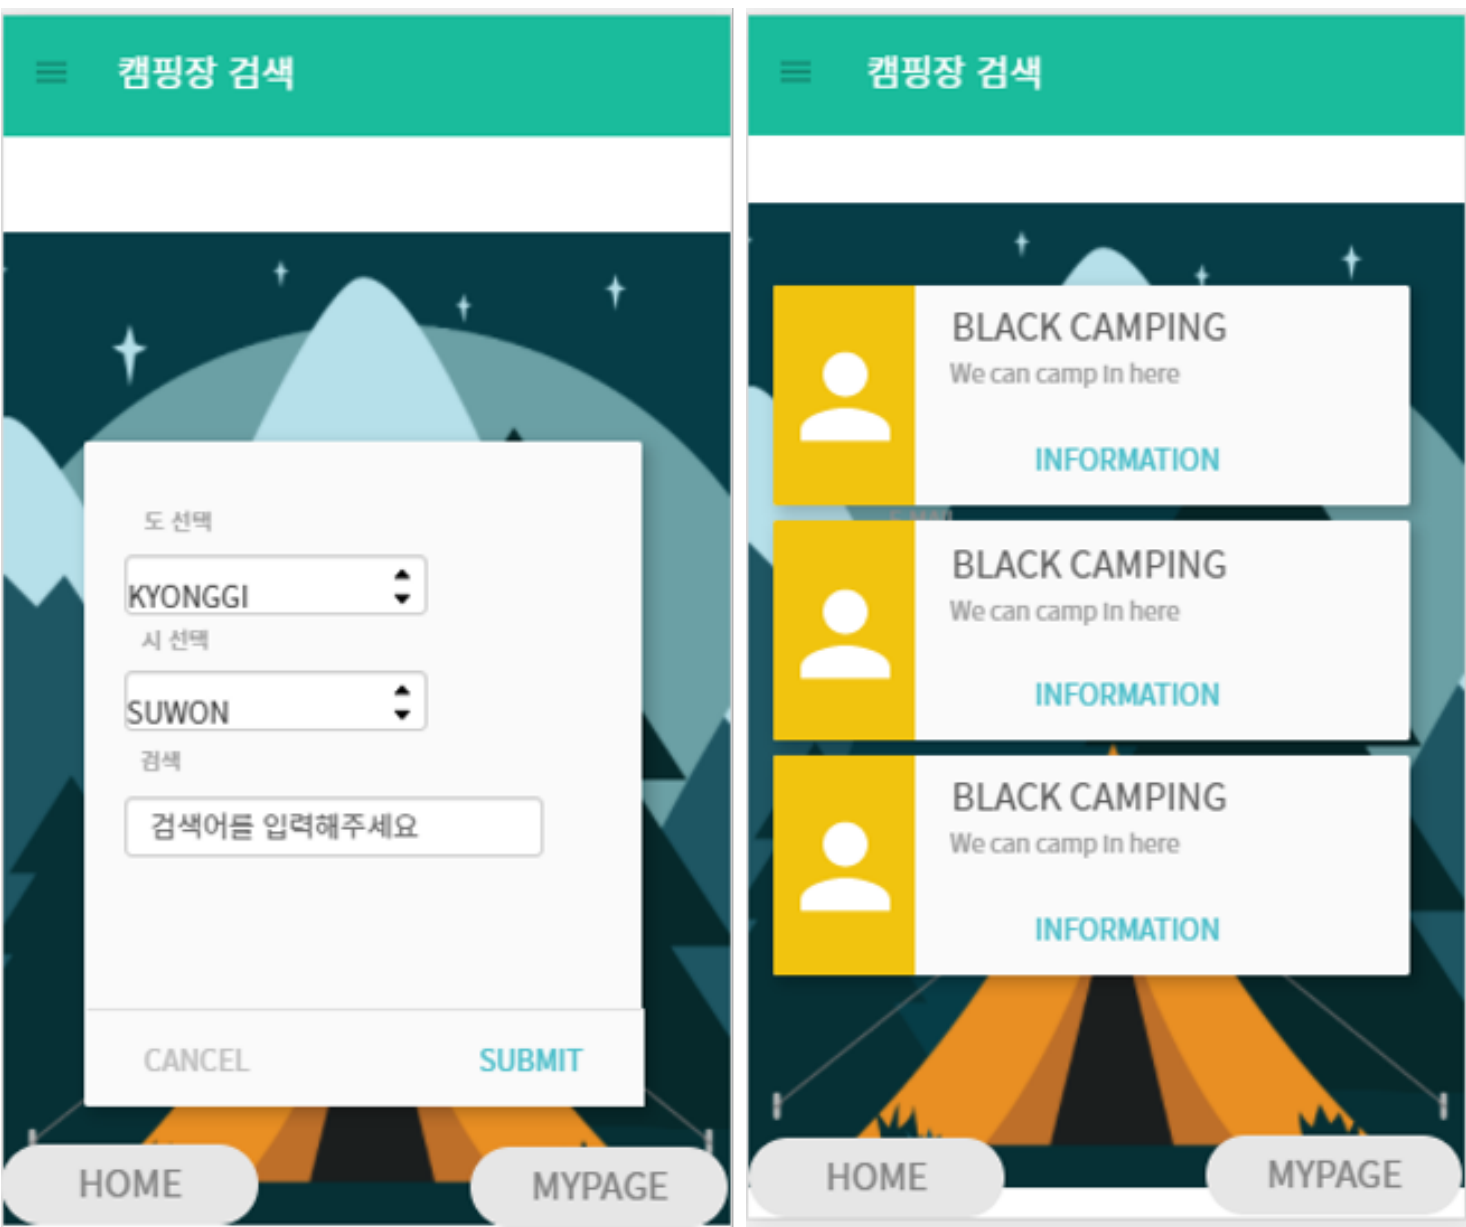 캠핑장 검색
도 선택
KYONGGI
시 선택
SUWON
검색
검색어를 입력해주세요
CANCEL
SUBMIT
HOME
MYPAGE
캠핑장 검색
BLACK CAMPING
We can camp in here
INFORMATION
BLACK CAMPING
We can camp in here
INFORMATION
BLACK CAMPING
We can camp in here
INFORMATION
HOME
MYPAGE